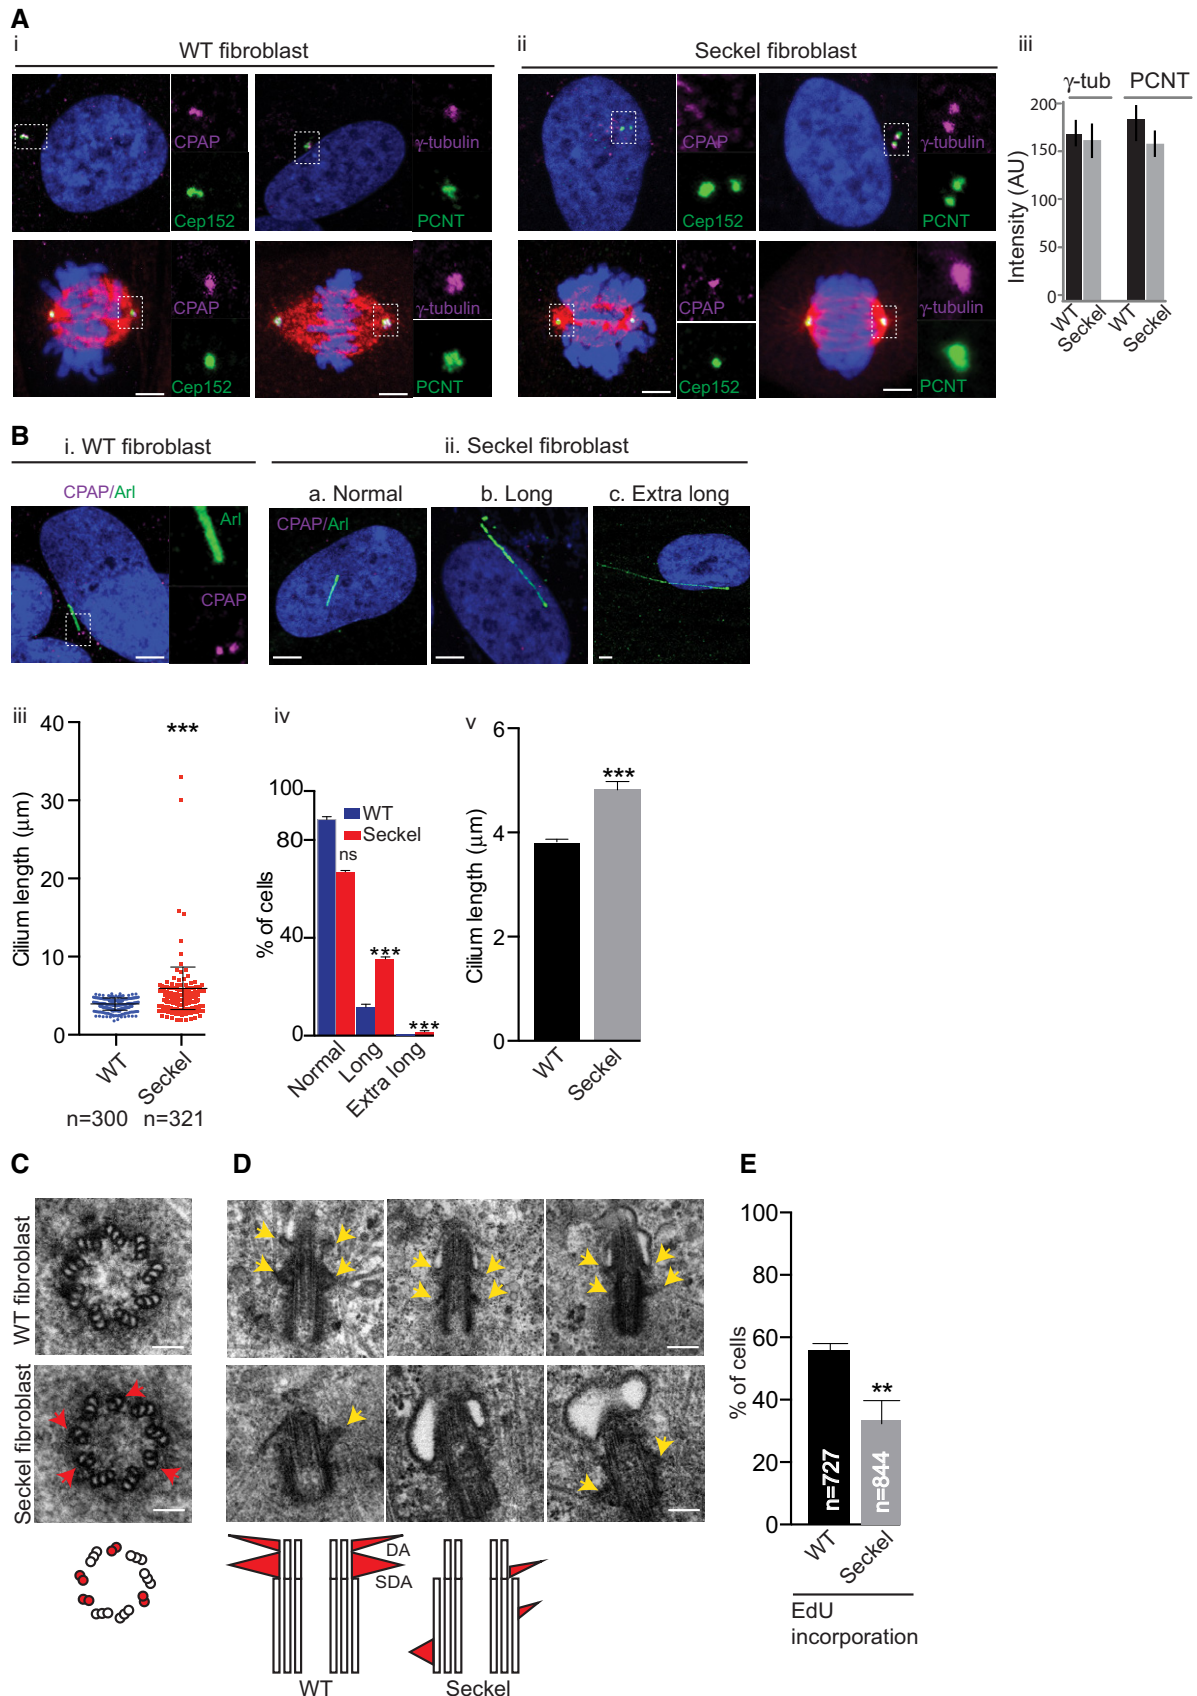 A
i
WT fibroblast
ii
Seckel fibroblast
iii
CPAP
γ-tubulin
CPAP
γ-tubulin
Cep152
PCNT
Cep152
PCNT
CPAP
γ-tubulin
CPAP
γ-tubulin
Cep152
PCNT
Cep152
PCNT
γ-tub PCNT
Intensity (AU)
200
150
100
50
0
WT
Seckel
WT
Seckel
B
i. WT fibroblast
ii. Seckel fibroblast
CPAP/Arl
a. Normal
b. Long
c. Extra long
Arl
CPAP
CPAP/Arl
iii
Cilium length (μm)
40
30
20
10
0
***
WT
Seckel
n=300 n=321
iv
% of cells
100
80
40
0
WT
Seckel
ns
***
***
Normal
Long
Extra long
v
Cilium length (μm)
6
4
2
0
***
WT
Seckel
C
WT fibroblast
Seckel fibroblast
D
DA
SDA
WT
Seckel
E
% of cells
100
80
60
40
20
0
**
n=727
n=844
WT
Seckel
EdU
incorporation